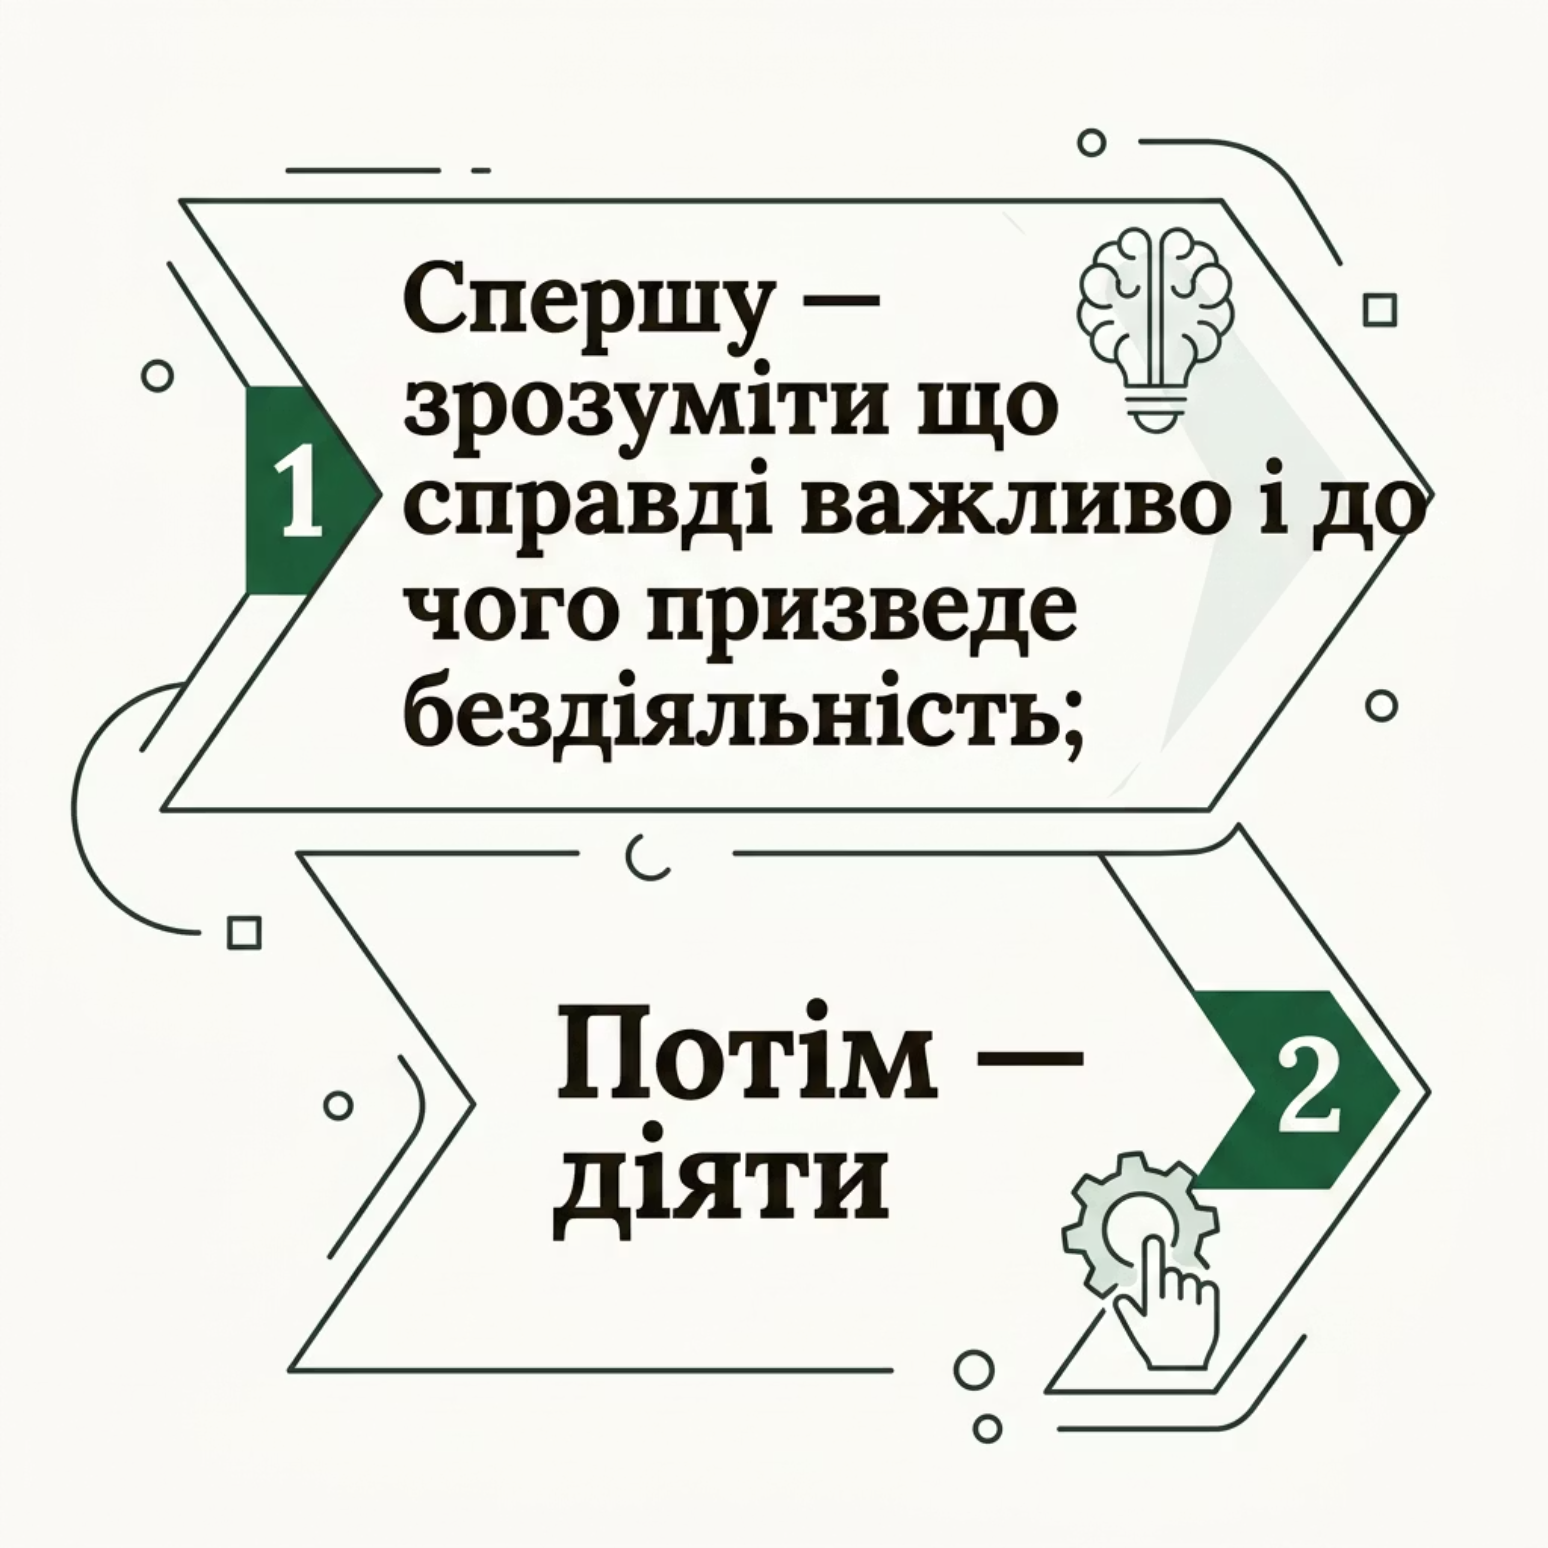 1
Спершу —
зрозуміти що
справді важливо і до
чого призведе
бездіяльність;
Потім —
діяти
2